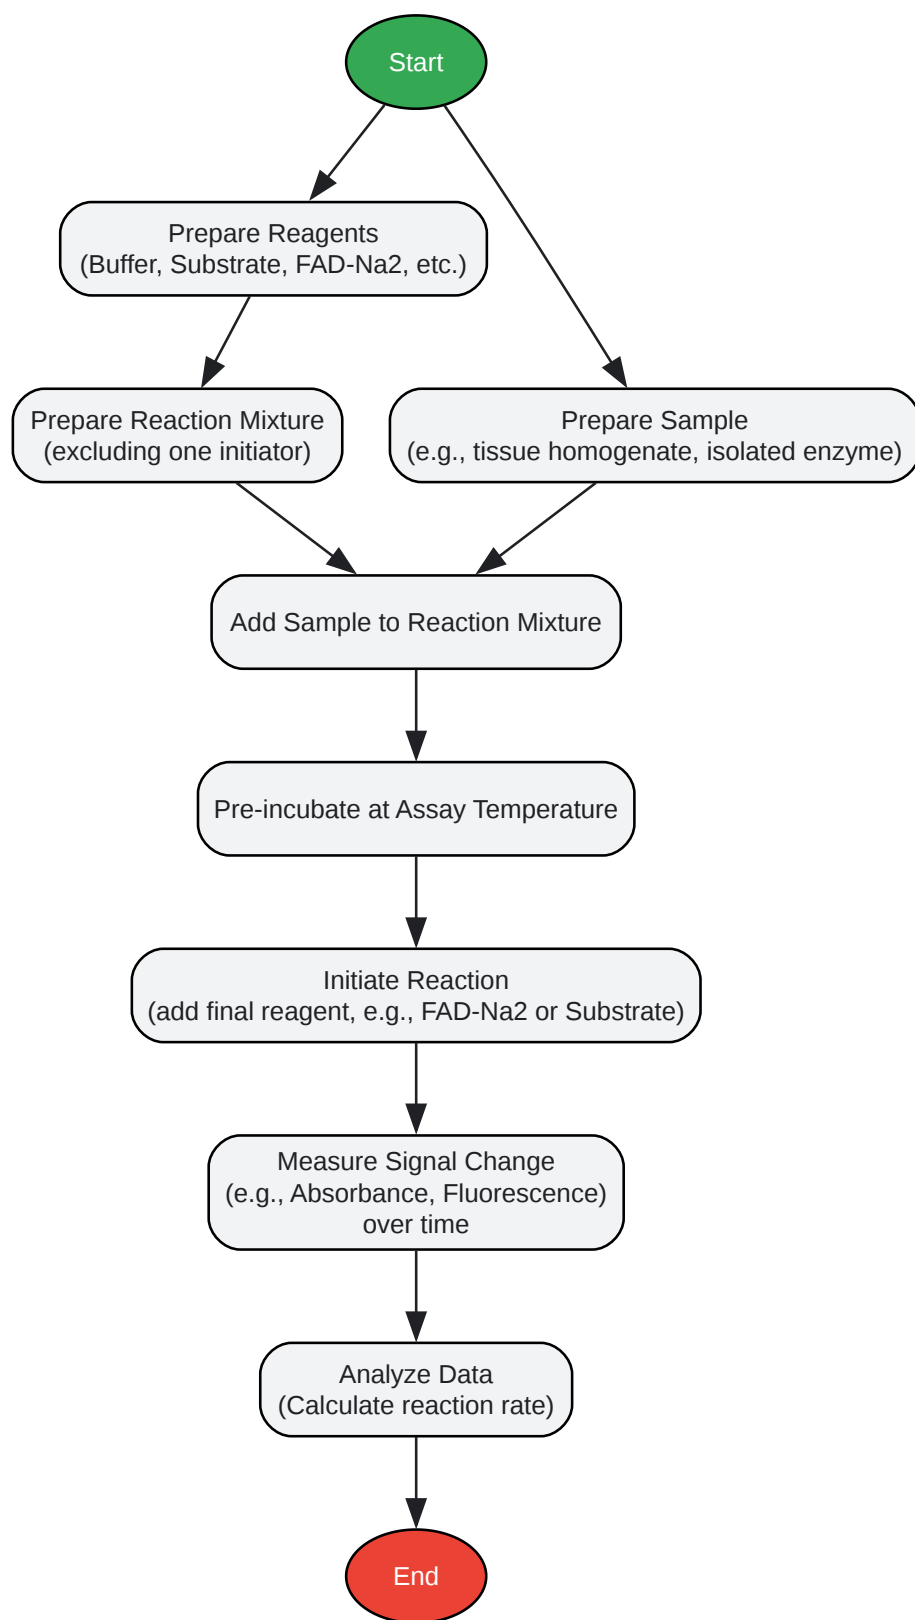 Start
Prepare Reagents
(Buffer, Substrate, FAD-Na2, etc.)
Prepare Reaction Mixture
(excluding one initiator)
Prepare Sample
(e.g., tissue homogenate, isolated enzyme)
Add Sample to Reaction Mixture
Pre-incubate at Assay Temperature
Initiate Reaction
(add final reagent, e.g., FAD-Na2 or Substrate)
Measure Signal Change
(e.g., Absorbance, Fluorescence)
over time
Analyze Data
(Calculate reaction rate)
End